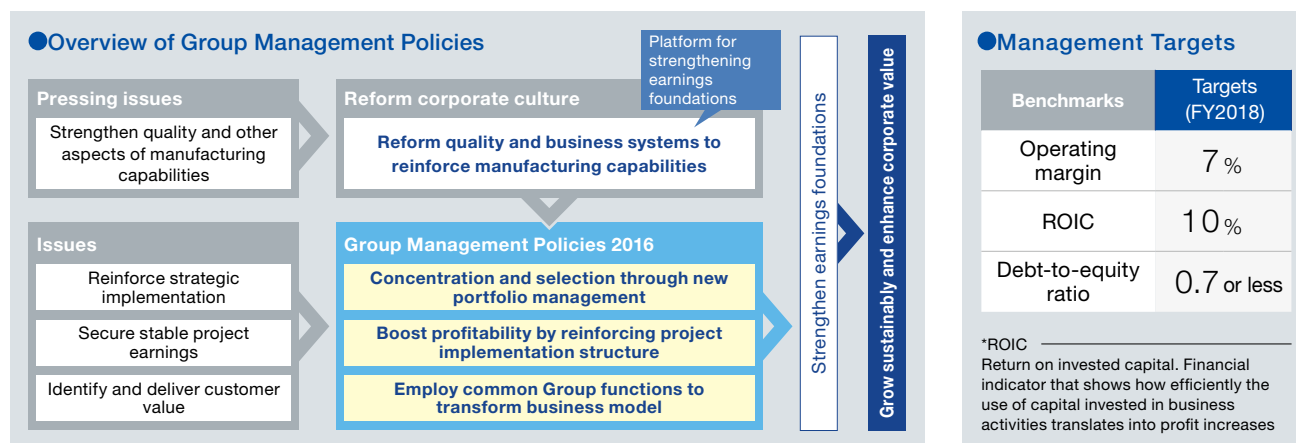 ●Overview of Group Management Policies
Platform for
strengthening
earnings
foundations
Pressing issues
Strengthen quality and other
aspects of manufacturing
capabilities
Reform corporate culture
Reform quality and business systems to
reinforce manufacturing capabilities
Issues
Reinforce strategic
implementation
Secure stable project
earnings
Identify and deliver customer
value
Group Management Policies 2016
Concentration and selection through new
portfolio management
Boost profitability by reinforcing project
implementation structure
Employ common Group functions to
transform business model
Strengthen earnings foundations
Grow sustainably and enhance corporate value
●Management Targets
Benchmarks
Targets
(FY2018)
Operating
margin
7 %
ROIC
10 %
Debt-to-equity
ratio
0.7 or less
*ROIC
Return on invested capital. Financial
indicator that shows how efficiently the
use of capital invested in business
activities translates into profit increases